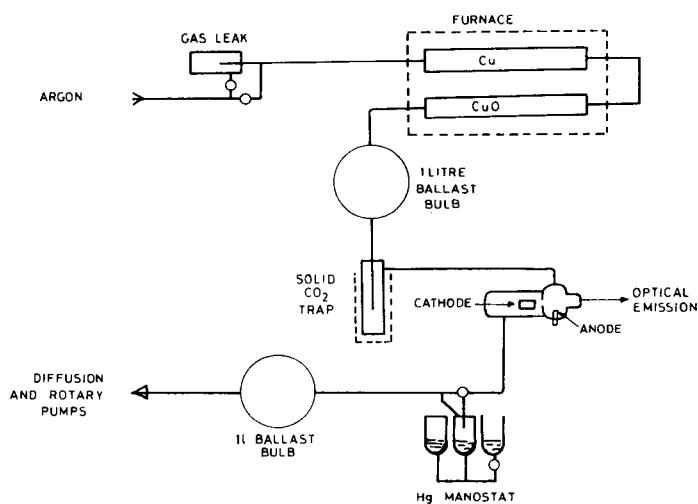 FURNACE
GAS LEAK
Cu
ARGON
CuO
1 LITRE
BALLAST
BULB
SOLID
CO2
TRAP
CATHODE
OPTICAL
EMISSION
ANODE
DIFFUSION
AND ROTARY
PUMPS
1l BALLAST
BULB
Hg MANOSTAT